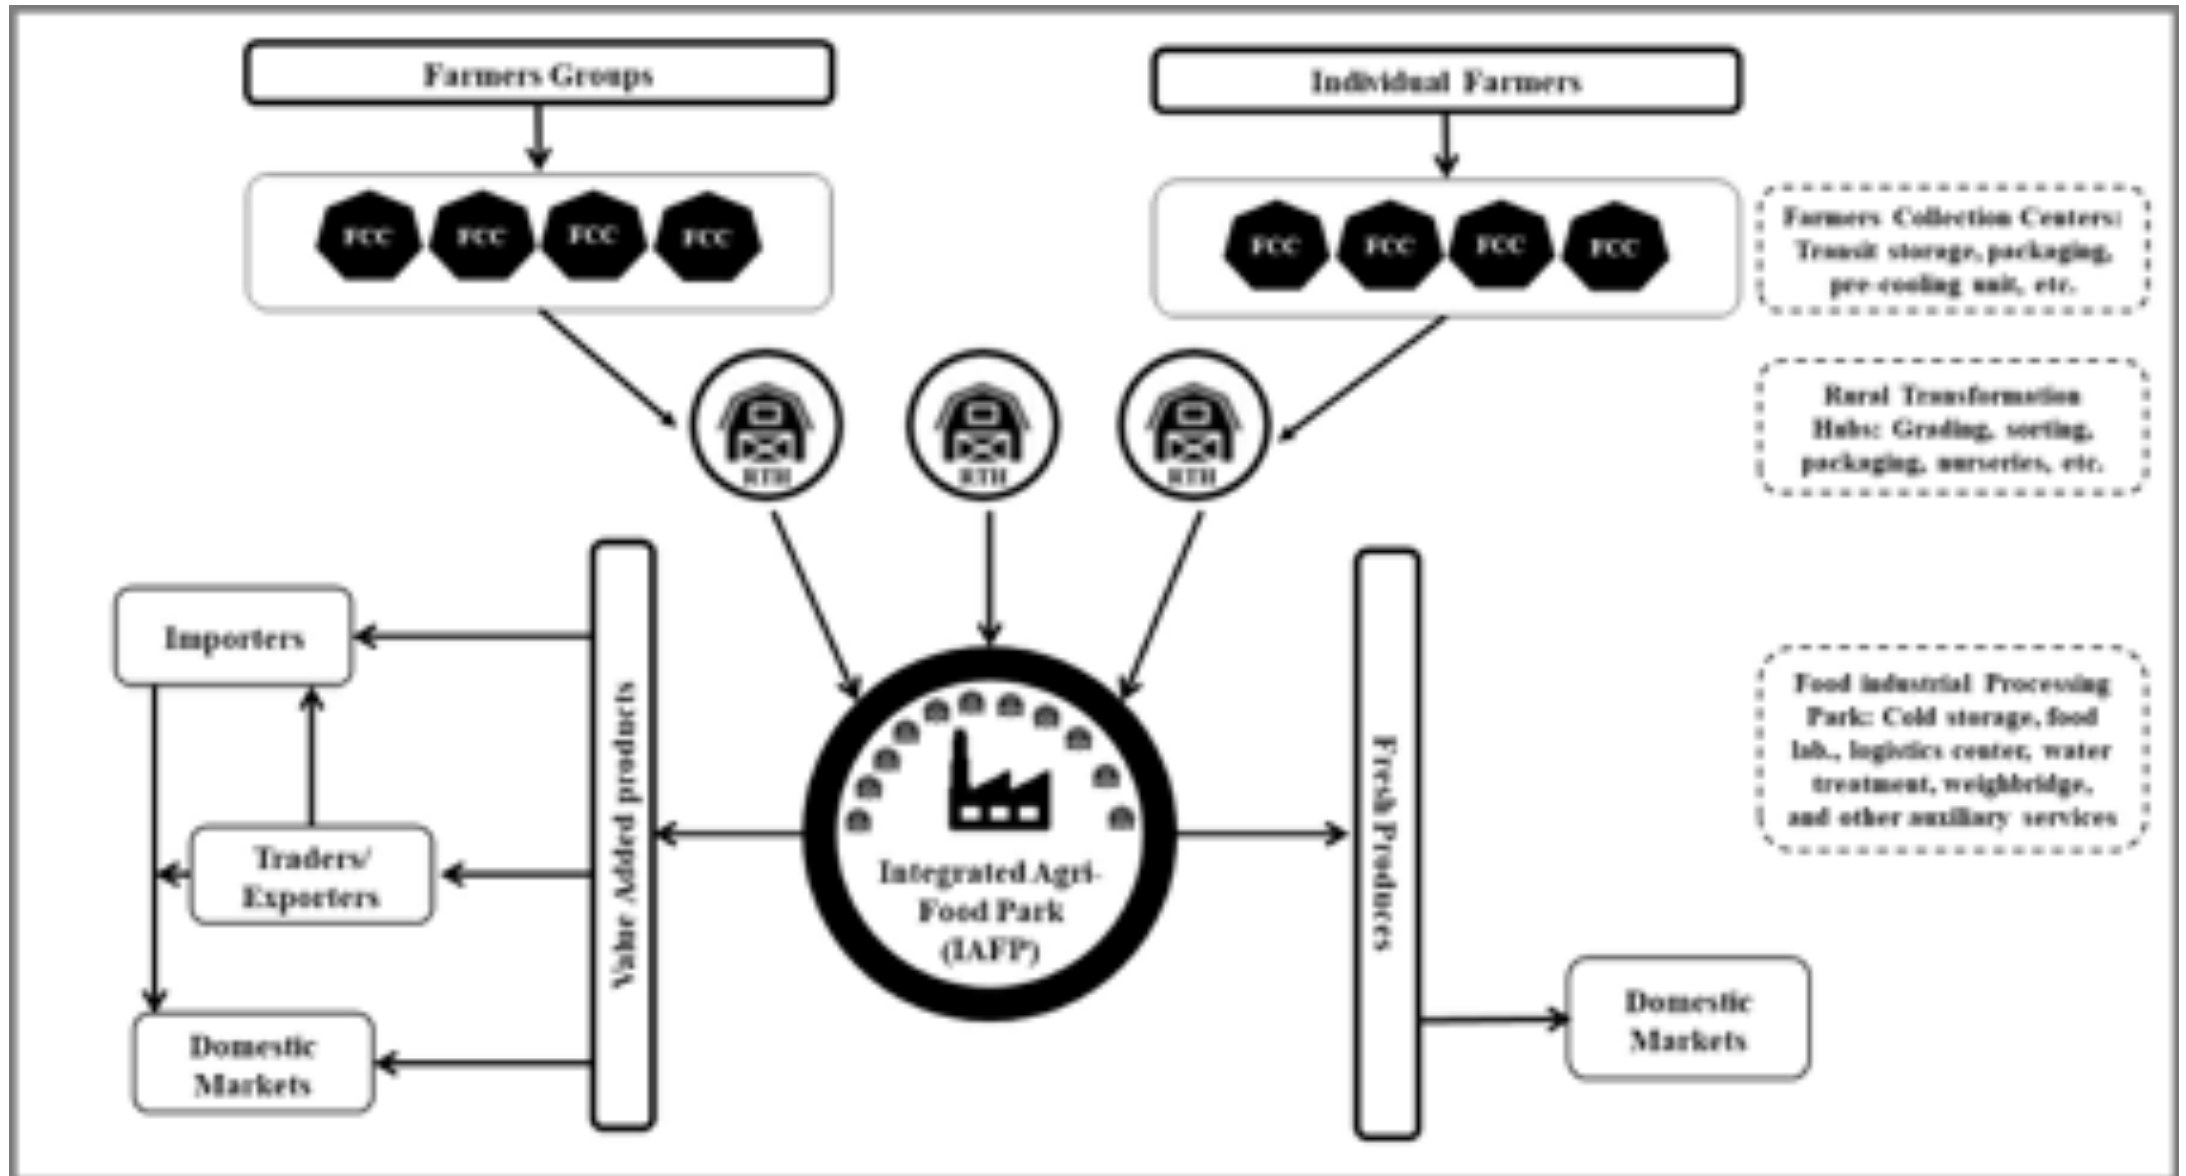 Farmers Groups
Individual Farmers
FCC FCC FCC FCC
FCC FCC FCC FCC
Farmers Collection Centers:
Transit storage, packaging,
pre-cooling unit, etc.
RTH RTH RTH
Rural Transformation
Hubs: Grading, sorting,
packaging, nurseries, etc.
Importers
Traders/
Exporters
Domestic
Markets
Value Added products
Integrated Agri-
Food Park
(IAFP)
Fresh Produces
Food industrial Processing
Park: Cold storage, food
lab., logistics center, water
treatment, weighbridge,
and other auxiliary services
Domestic
Markets